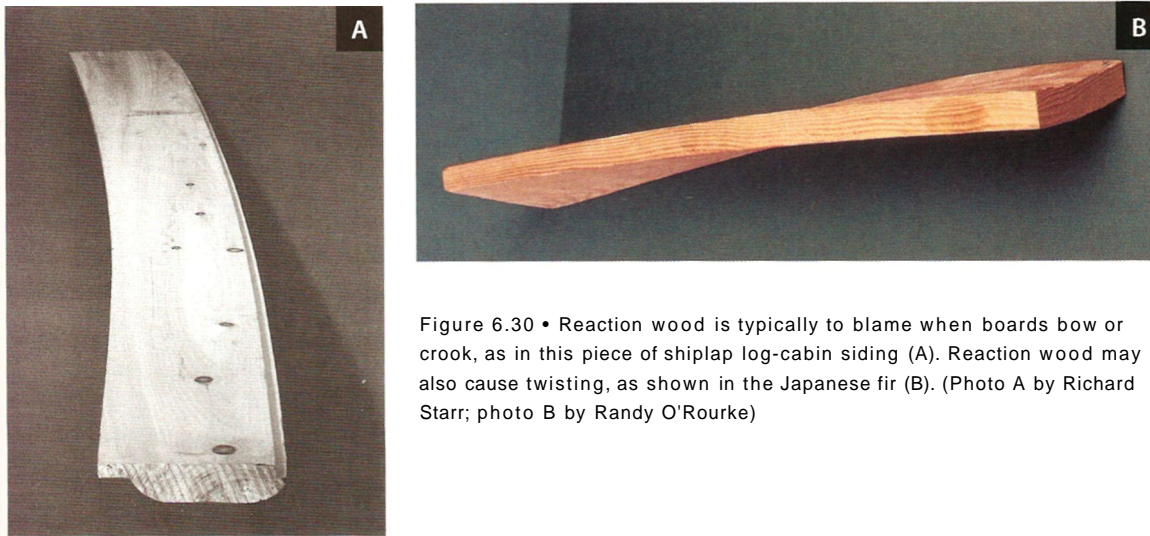 A
B
Figure 6.30 • Reaction wood is typically to blame when boards bow or
crook, as in this piece of shiplap log-cabin siding (A). Reaction wood may
also cause twisting, as shown in the Japanese fir (B). (Photo A by Richard
Starr; photo B by Randy O'Rourke)